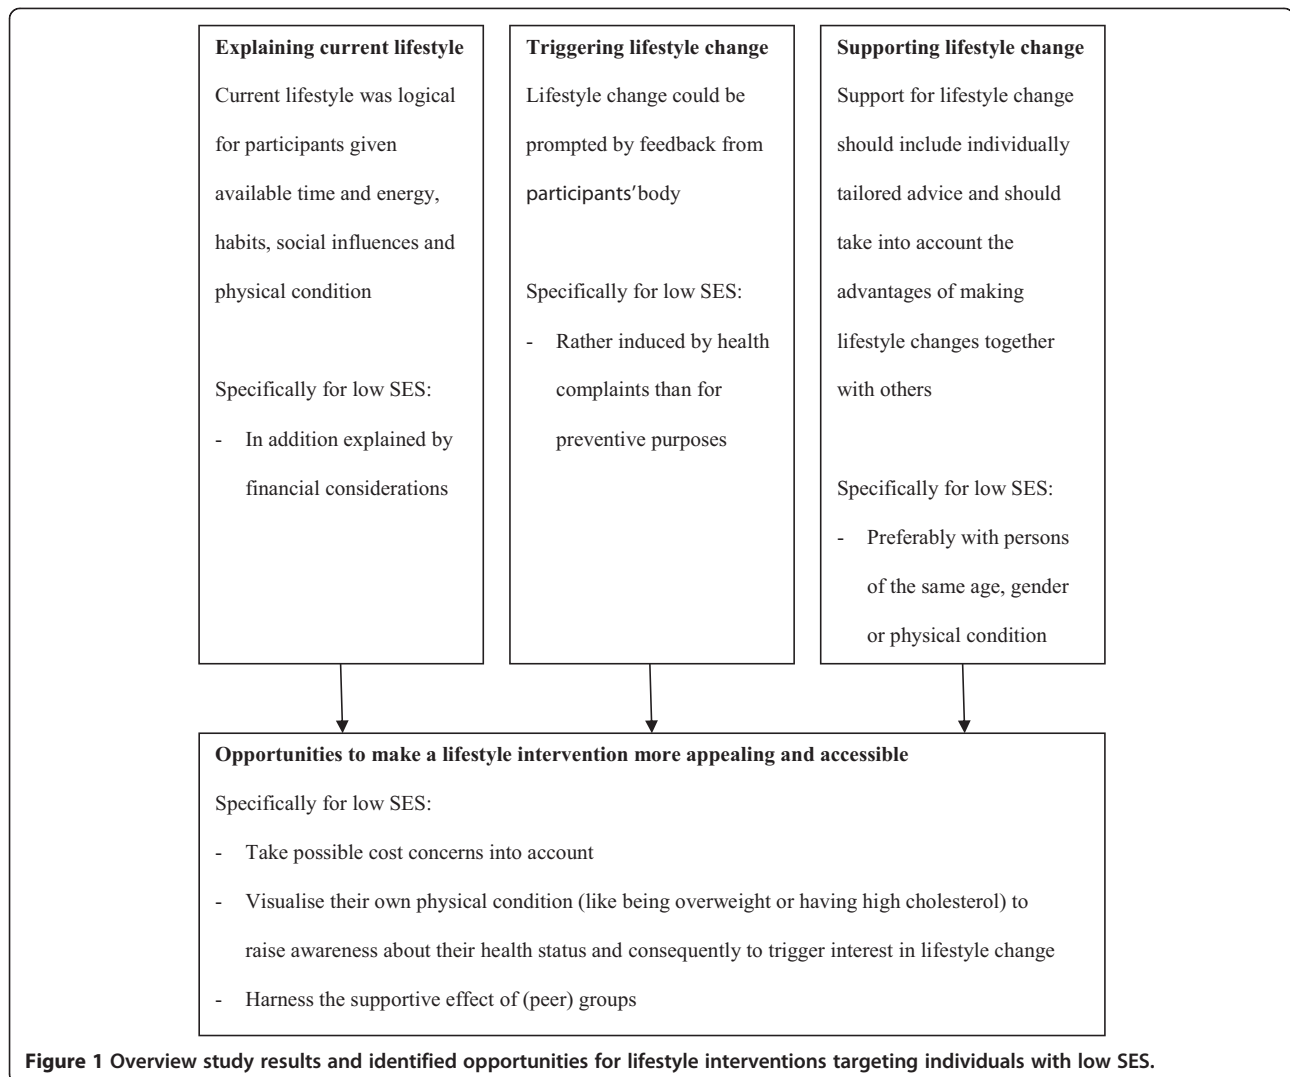 Explaining current lifestyle
Current lifestyle was logical
for participants given
available time and energy,
habits, social influences and
physical condition
Specifically for low SES:
- In addition explained by
financial considerations
Triggering lifestyle change
Lifestyle change could be
prompted by feedback from
participants' body
Specifically for low SES:
- Rather induced by health
complaints than for
preventive purposes
Supporting lifestyle change
Support for lifestyle change
should include individually
tailored advice and should
take into account the
advantages of making
lifestyle changes together
with others
Specifically for low SES:
- Preferably with persons
of the same age, gender
or physical condition
Opportunities to make a lifestyle intervention more appealing and accessible
Specifically for low SES:
- Take possible cost concerns into account
- Visualise their own physical condition (like being overweight or having high cholesterol) to
raise awareness about their health status and consequently to trigger interest in lifestyle change
- Harness the supportive effect of (peer) groups
Figure 1 Overview study results and identified opportunities for lifestyle interventions targeting individuals with low SES.